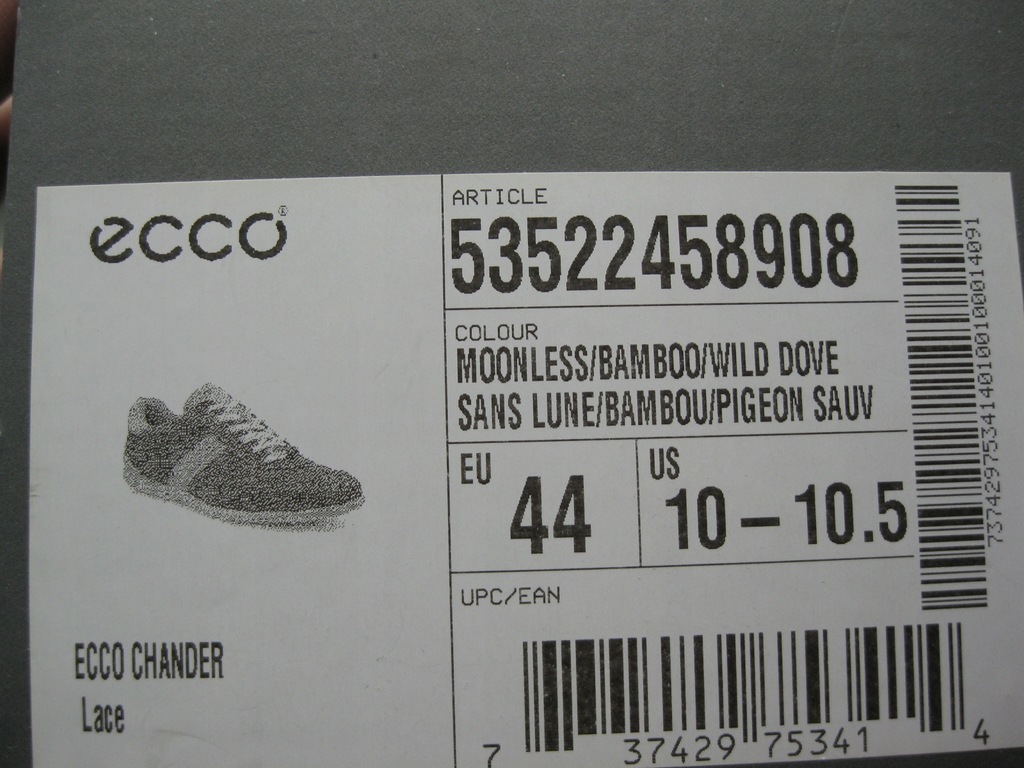 ecco®
ECCO CHANDER
Lace
ARTICLE
53522458908
COLOUR
MOONLESS/BAMBOO/WILD DOVE
SANS LUNE/BAMBOU/PIGEON SAUV
EU
44
US
10 – 10.5
UPC/EAN
7 37429 75341 4
737429753414010010000014091